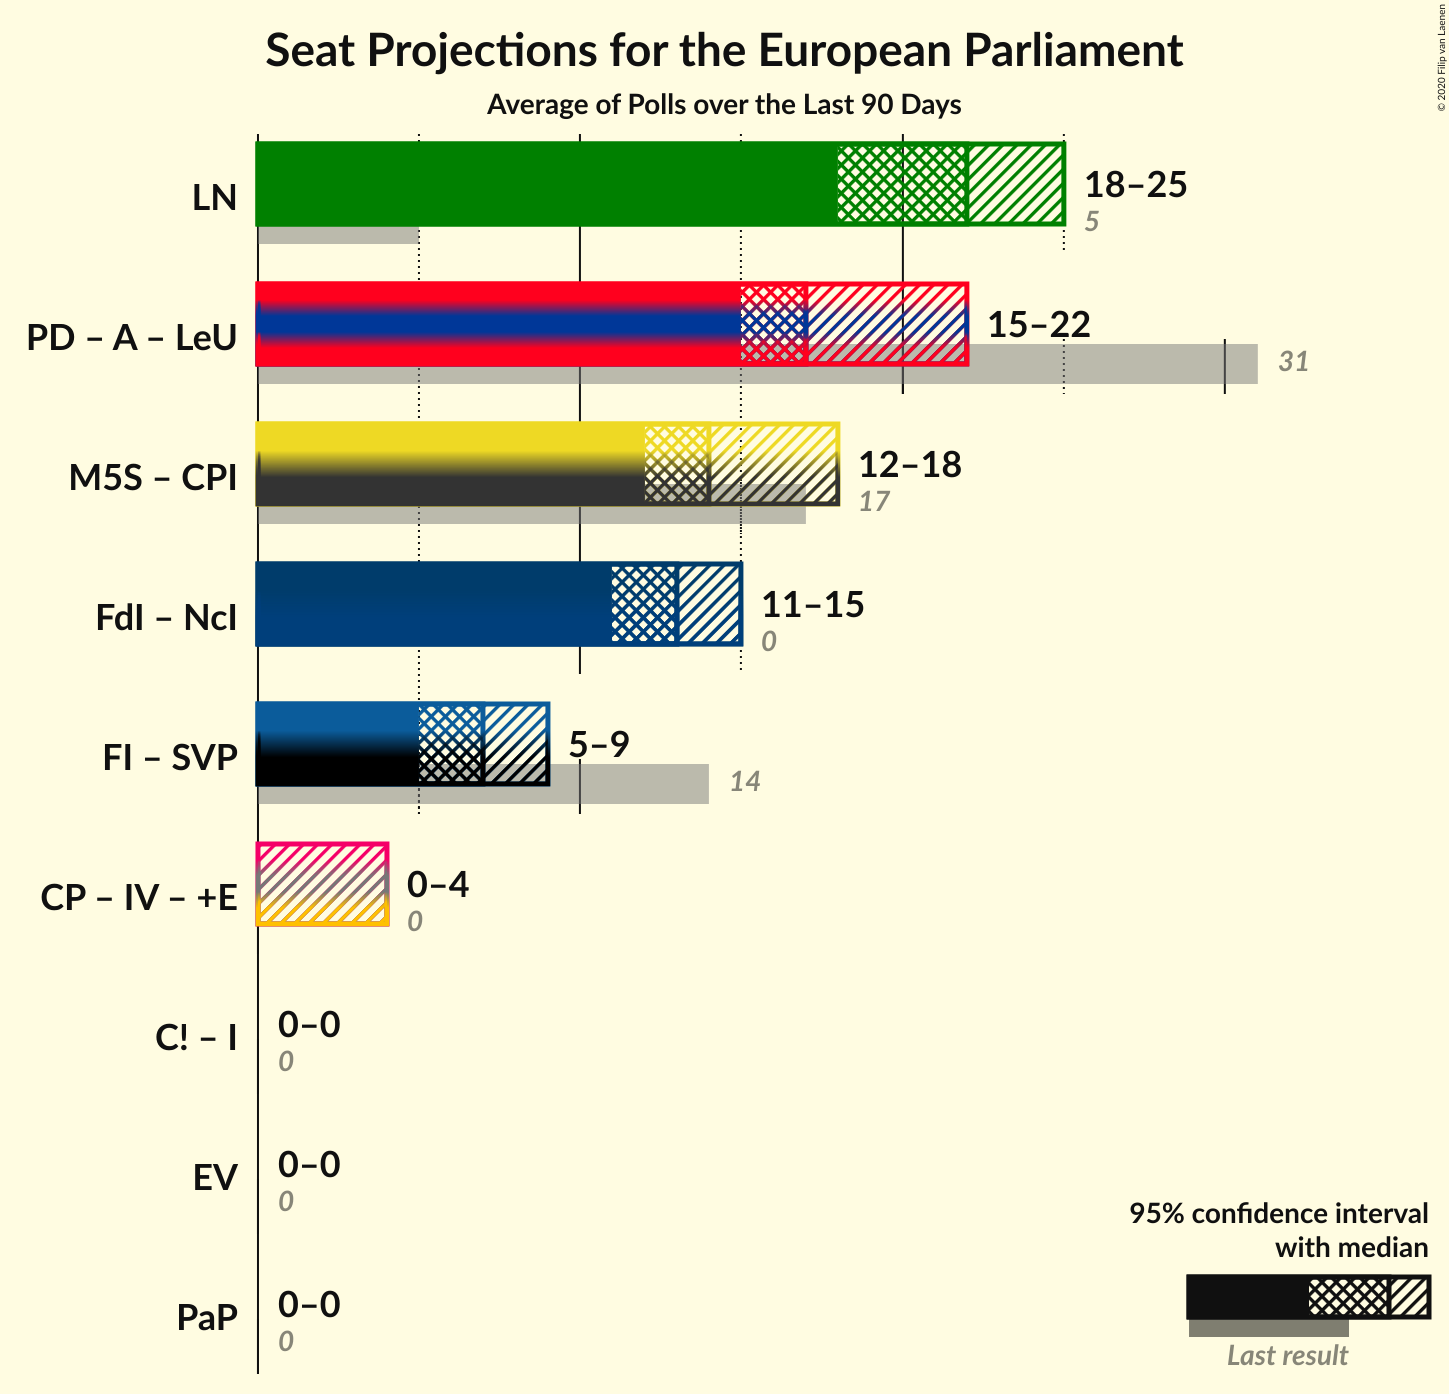 Seat Projections for the European Parliament
Average of Polls over the Last 90 Days
© 2020 Filip van Laenen
LN
18–25
5
PD – A – LeU
15–22
31
M5S – CPI
12–18
17
FdI – NcI
11–15
0
FI – SVP
5–9
14
CP – IV – +E
0–4
0
C! – I
0–0
0
EV
0–0
0
PaP
0–0
0
95% confidence interval
with median
Last result